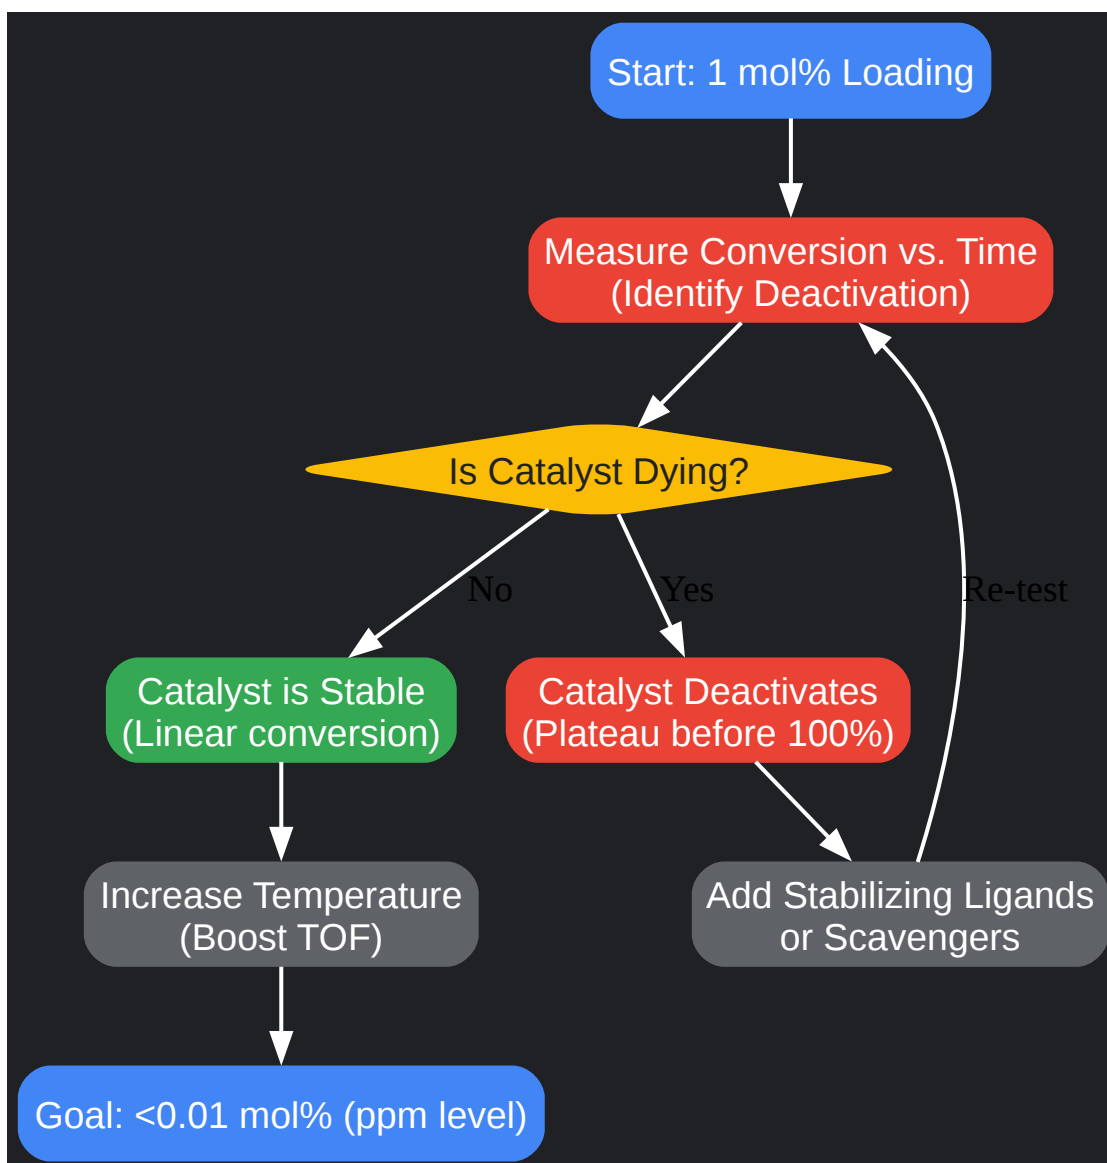 Start: 1 mol% Loading
Measure Conversion vs. Time
(Identify Deactivation)
Is Catalyst Dying?
No
Yes
Re-test
Catalyst is Stable
(Linear conversion)
Catalyst Deactivates
(Plateau before 100%)
Increase Temperature
(Boost TOF)
Add Stabilizing Ligands
or Scavengers
Goal: <0.01 mol% (ppm level)